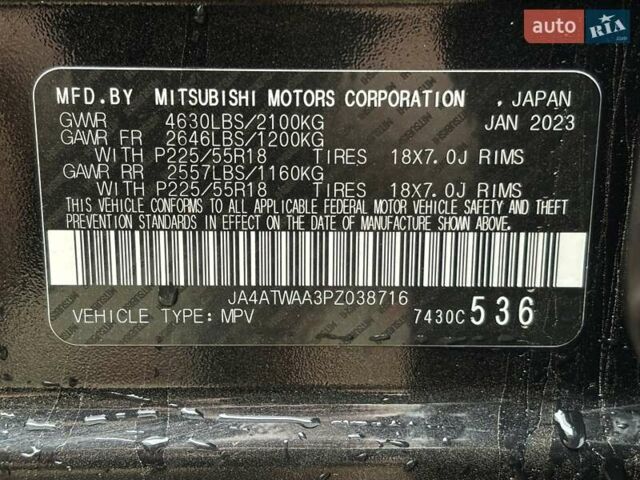 auto RIA .com
MFD.BY MITSUBISHI MOTORS CORPORATION , JAPAN
GVWR 4630LBS/2100KG JAN 2023
GAWR FR 2646LBS/1200KG
WITH P225/55R18 TIRES 18X7.0J RIMS
GAWR RR 2557LBS/1160KG
WITH P225/55R18 TIRES 18X7.0J RIMS
THIS VEHICLE CONFORMS TO ALL APPLICABLE FEDERAL MOTOR VEHICLE SAFETY AND THEFT
PREVENTION STANDARDS IN EFFECT ON THE DATE OF MANUFACTURE SHOWN ABOVE.
JA4ATWAA3PZ038716
VEHICLE TYPE: MPV 7430C 536